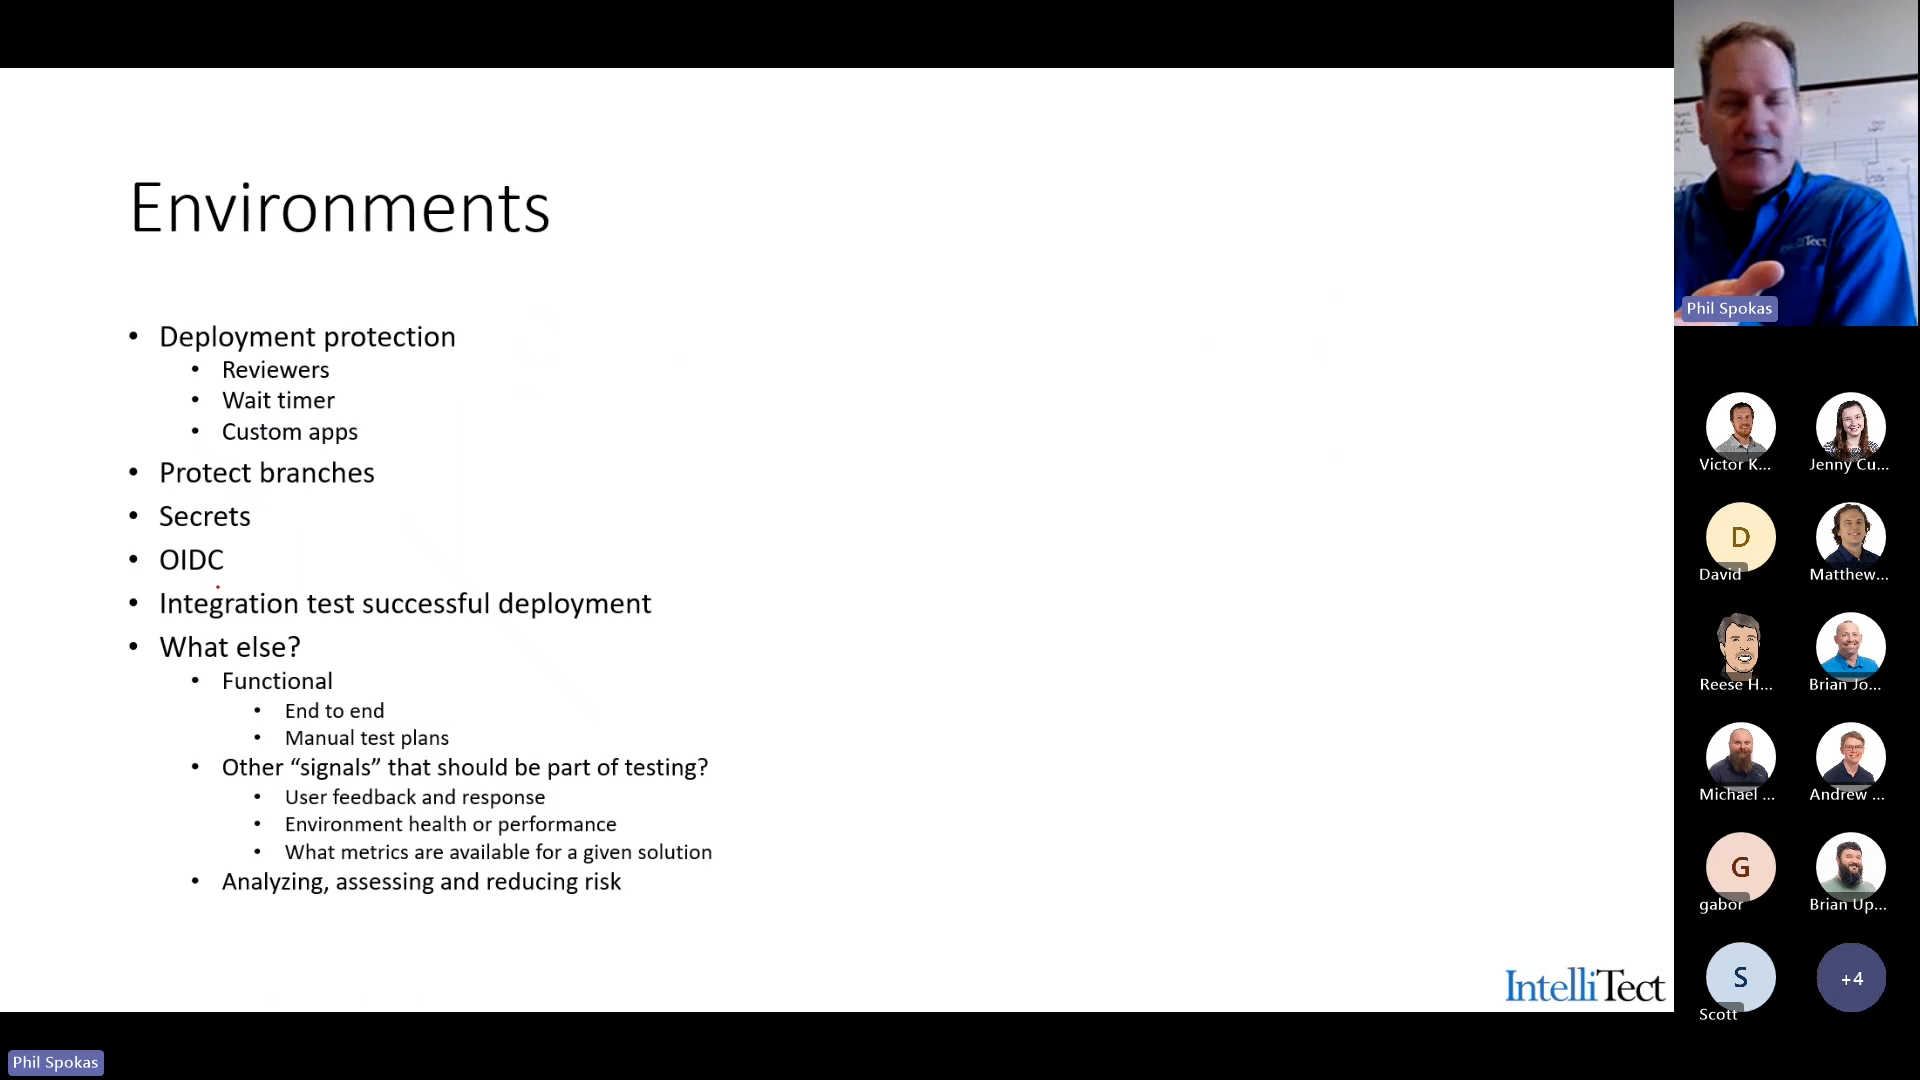 Environments
• Deployment protection
• Reviewers
• Wait timer
• Custom apps
• Protect branches
• Secrets
• OIDC
• Integration test successful deployment
• What else?
• Functional
• End to end
• Manual test plans
• Other “signals” that should be part of testing?
• User feedback and response
• Environment health or performance
• What metrics are available for a given solution
• Analyzing, assessing and reducing risk
IntelliTect
Phil Spokas
IntelliTect
Phil Spokas
Victor K...
Jenny Cu...
D
David
Matthew...
Reese H...
Brian Jo...
Michael ...
Andrew ...
G
gabor
Brian Up...
S
Scott
+4